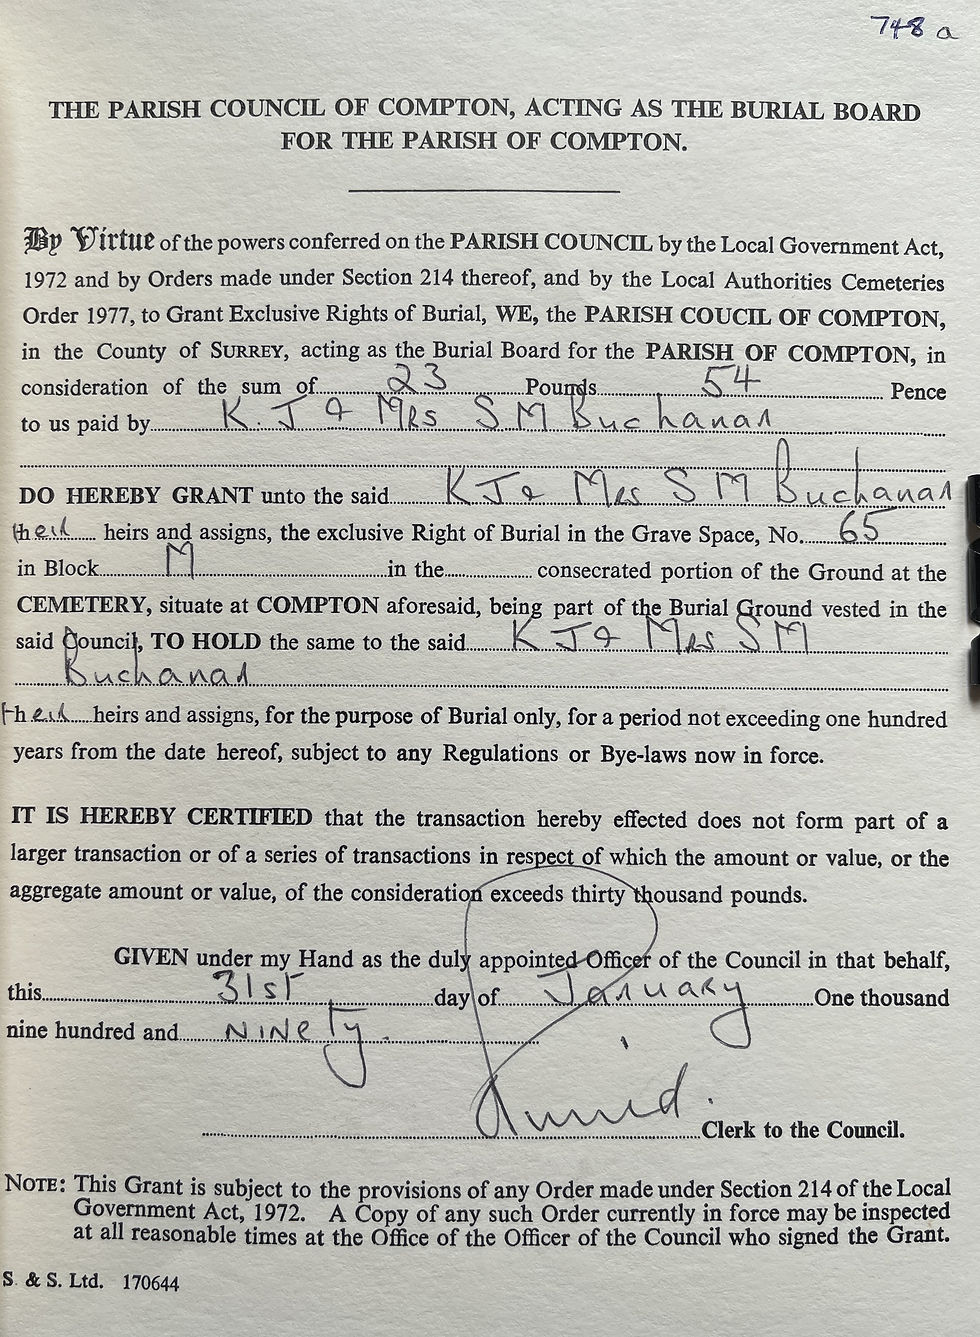 748 a
THE PARISH COUNCIL OF COMPTON, ACTING AS THE BURIAL BOARD
FOR THE PARISH OF COMPTON.
By Virtue of the powers conferred on the PARISH COUNCIL by the Local Government Act,
1972 and by Orders made under Section 214 thereof, and by the Local Authorities Cemeteries
Order 1977, to Grant Exclusive Rights of Burial, WE, the PARISH COUCIL OF COMPTON,
in the County of SURREY, acting as the Burial Board for the PARISH OF COMPTON, in
consideration of the sum of 23 Pounds 54 Pence
to us paid by K. J & Mrs S M Buchanan
DO HEREBY GRANT unto the said K J & Mrs S M Buchanan
their heirs and assigns, the exclusive Right of Burial in the Grave Space, No. 65
in Block M in the consecrated portion of the Ground at the
CEMETERY, situate at COMPTON aforesaid, being part of the Burial Ground vested in the
said Council, TO HOLD the same to the said K J & Mrs S M
Buchanan
their heirs and assigns, for the purpose of Burial only, for a period not exceeding one hundred
years from the date hereof, subject to any Regulations or Bye-laws now in force.
IT IS HEREBY CERTIFIED that the transaction hereby effected does not form part of a
larger transaction or of a series of transactions in respect of which the amount or value, or the
aggregate amount or value, of the consideration exceeds thirty thousand pounds.
GIVEN under my Hand as the duly appointed Officer of the Council in that behalf,
this 31st day of January One thousand
nine hundred and Ninety.
Clerk to the Council.
NOTE: This Grant is subject to the provisions of any Order made under Section 214 of the Local
Government Act, 1972. A Copy of any such Order currently in force may be inspected
at all reasonable times at the Office of the Officer of the Council who signed the Grant.
S. & S. Ltd. 170644